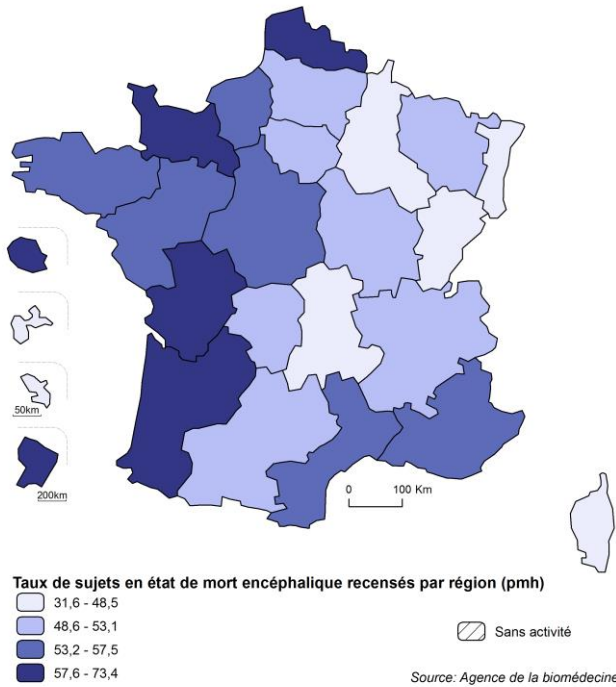 50km
200km
0 100 Km
Taux de sujets en état de mort encéphalique recensés par région (pmh)
31,6 - 48,5
48,6 - 53,1
53,2 - 57,5
57,6 - 73,4
Sans activité
Source: Agence de la biomédecine